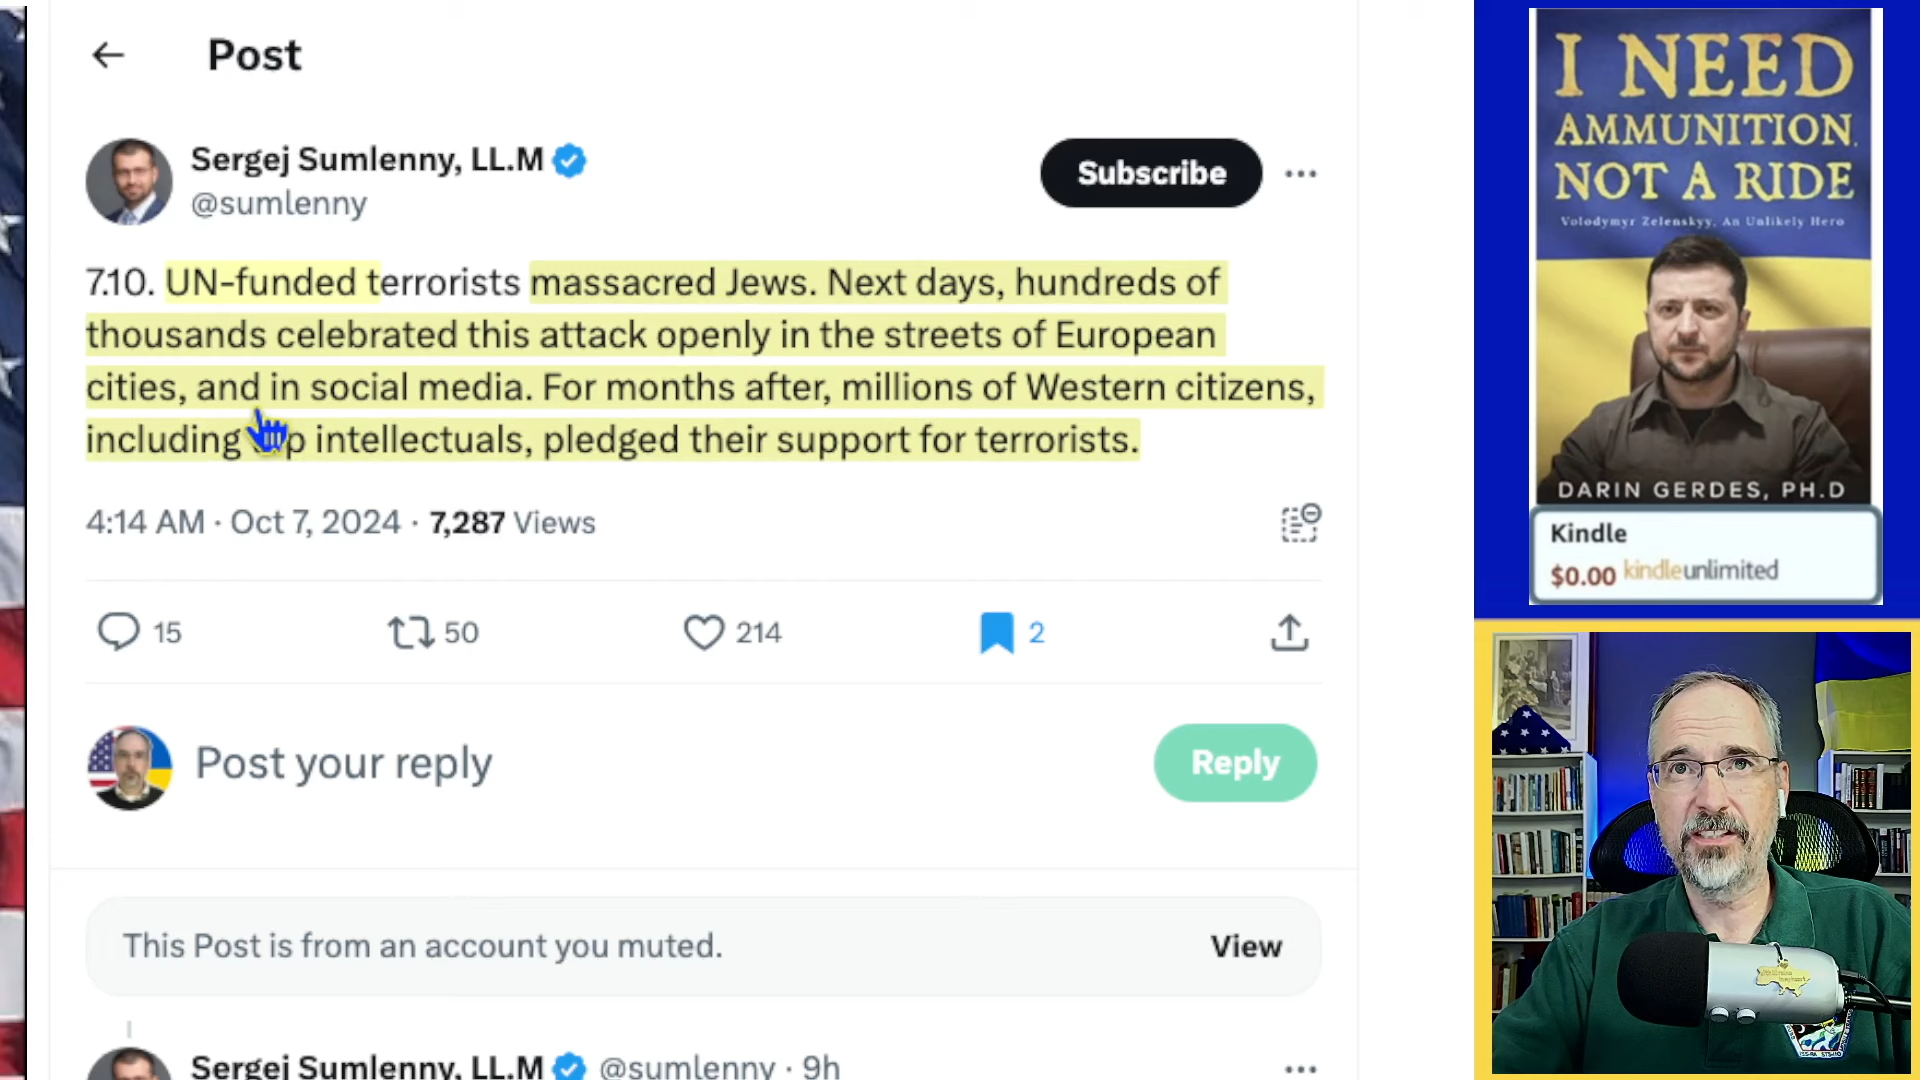 Post
Sergej Sumlenny, LL.M
@sumlenny
Subscribe
7.10. UN-funded terrorists massacred Jews. Next days, hundreds of
thousands celebrated this attack openly in the streets of European
cities, and in social media. For months after, millions of Western citizens,
including intellectuals, pledged their support for terrorists.
4:14 AM · Oct 7, 2024 · 7,287 Views
15
50
214
2
Post your reply
Reply
This Post is from an account you muted.
View
Sergej Sumlenny, LL.M @sumlenny · 9h
I NEED
AMMUNITION,
NOT A RIDE
Volodymyr Zelenskyy, An Unlikely Hero
DARIN GERDES, PH.D
Kindle
$0.00 kindleunlimited